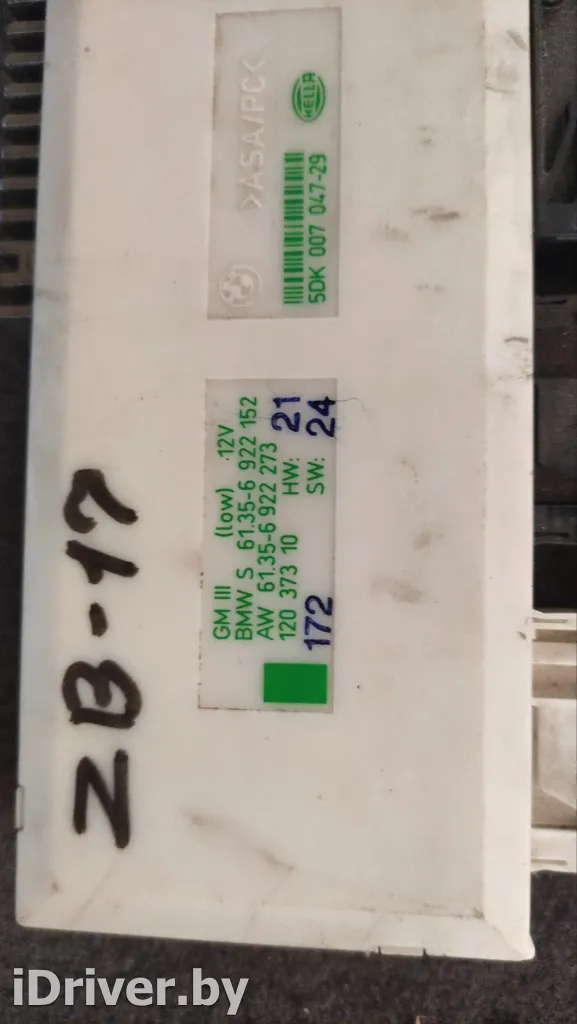 >ASA/PC<
HELLA
5DK 007 047-29
GM III (low) 12V
BMW S 61.35-6 922 152
AW 61.35-6 922 273
120 373 10 HW: 21
172 SW: 24
ZB-17
iDriver.by